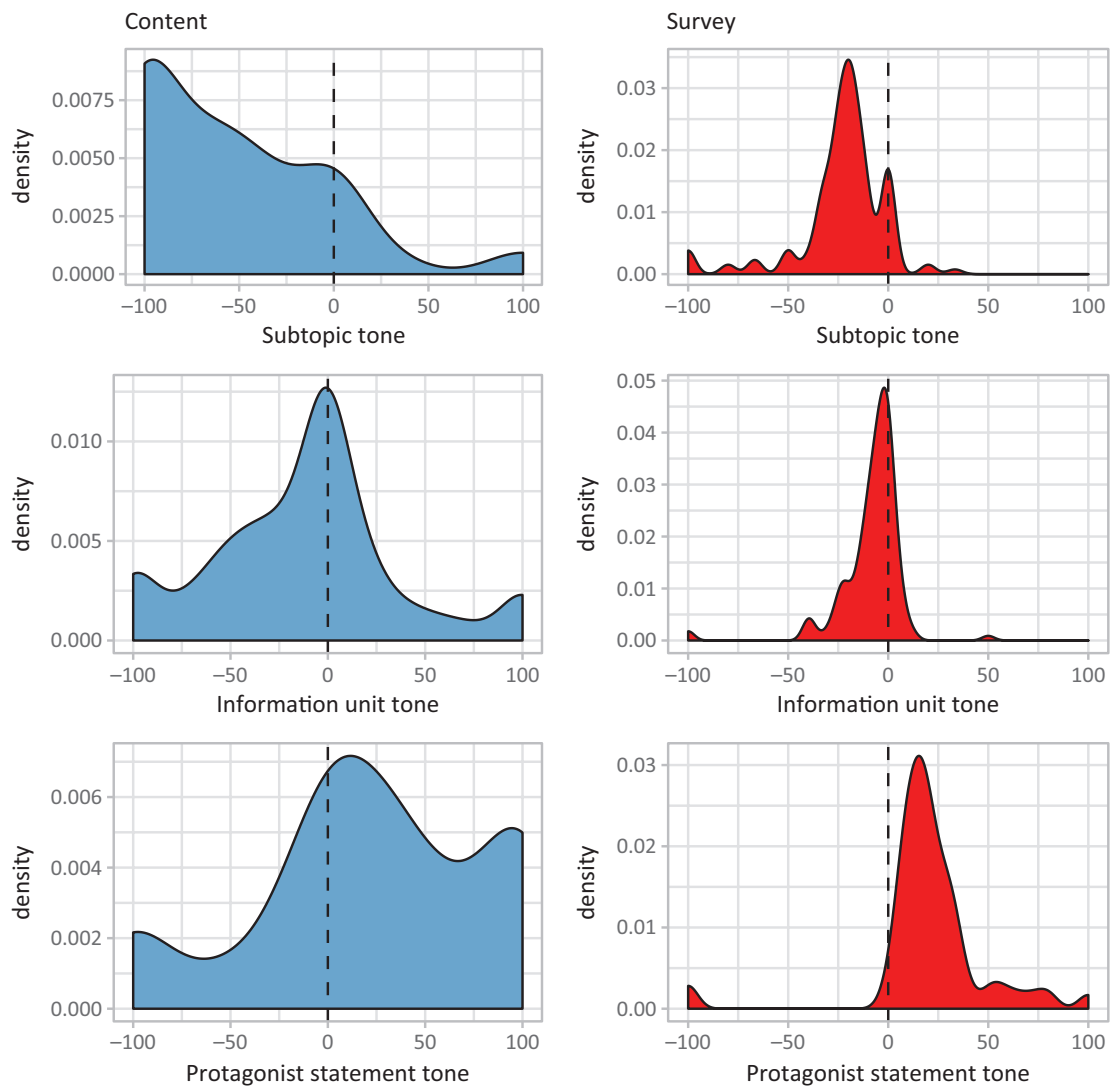 Content
0.0075
0.0050
0.0025
0.0000
density
−100 −50 0 50 100
Subtopic tone
Survey
0.03
0.02
0.01
0.00
density
−100 −50 0 50 100
Subtopic tone
0.010
0.005
0.000
density
−100 −50 0 50 100
Information unit tone
0.05
0.04
0.03
0.02
0.01
0.00
density
−100 −50 0 50 100
Information unit tone
0.006
0.004
0.002
0.000
density
−100 −50 0 50 100
Protagonist statement tone
0.03
0.02
0.01
0.00
density
−100 −50 0 50 100
Protagonist statement tone